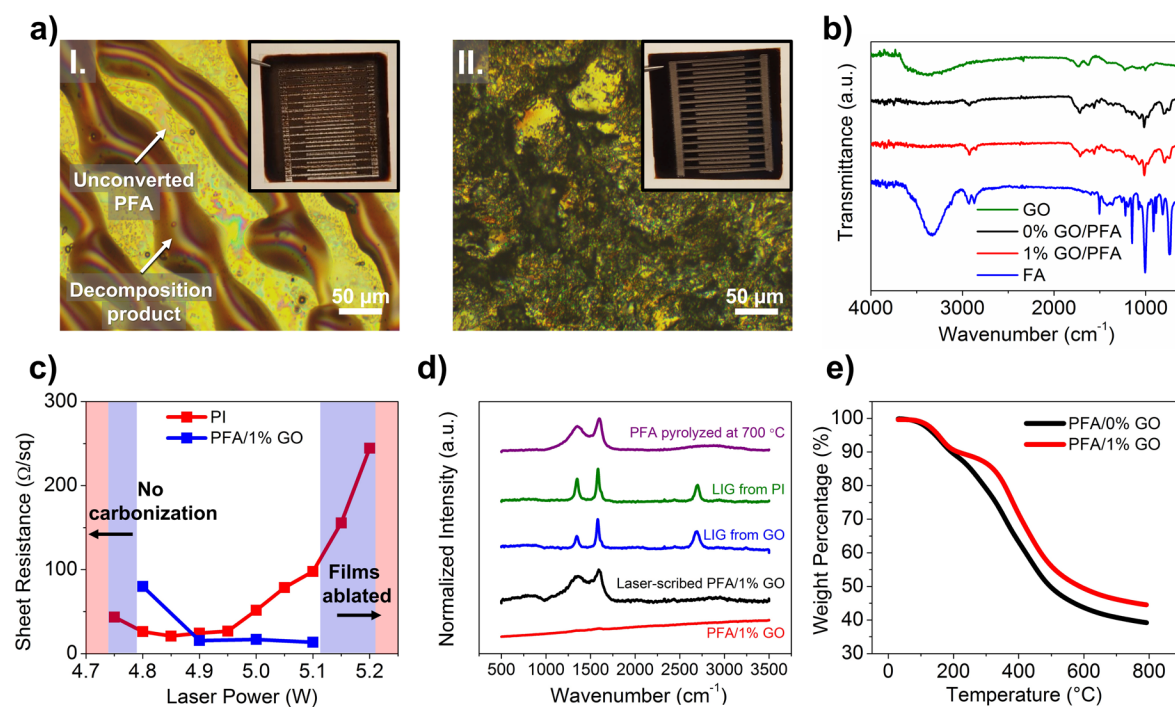 a)
I.
Unconverted
PFA
Decomposition
product
50 µm
II.
50 µm
b)
Transmittance (a.u.)
GO
0% GO/PFA
1% GO/PFA
FA
4000 3000 2000 1000
Wavenumber (cm⁻¹)
c)
Sheet Resistance (Ω/sq)
300
250
200
150
100
50
0
PI
PFA/1% GO
No
carbonization
Films
ablated
4.7 4.8 4.9 5.0 5.1 5.2
Laser Power (W)
d)
Normalized Intensity (a.u.)
PFA pyrolyzed at 700 °C
LIG from PI
LIG from GO
Laser-scribed PFA/1% GO
PFA/1% GO
500 1000 1500 2000 2500 3000 3500
Wavenumber (cm⁻¹)
e)
Weight Percentage (%)
100
90
80
70
60
50
40
30
PFA/0% GO
PFA/1% GO
0 200 400 600 800
Temperature (°C)